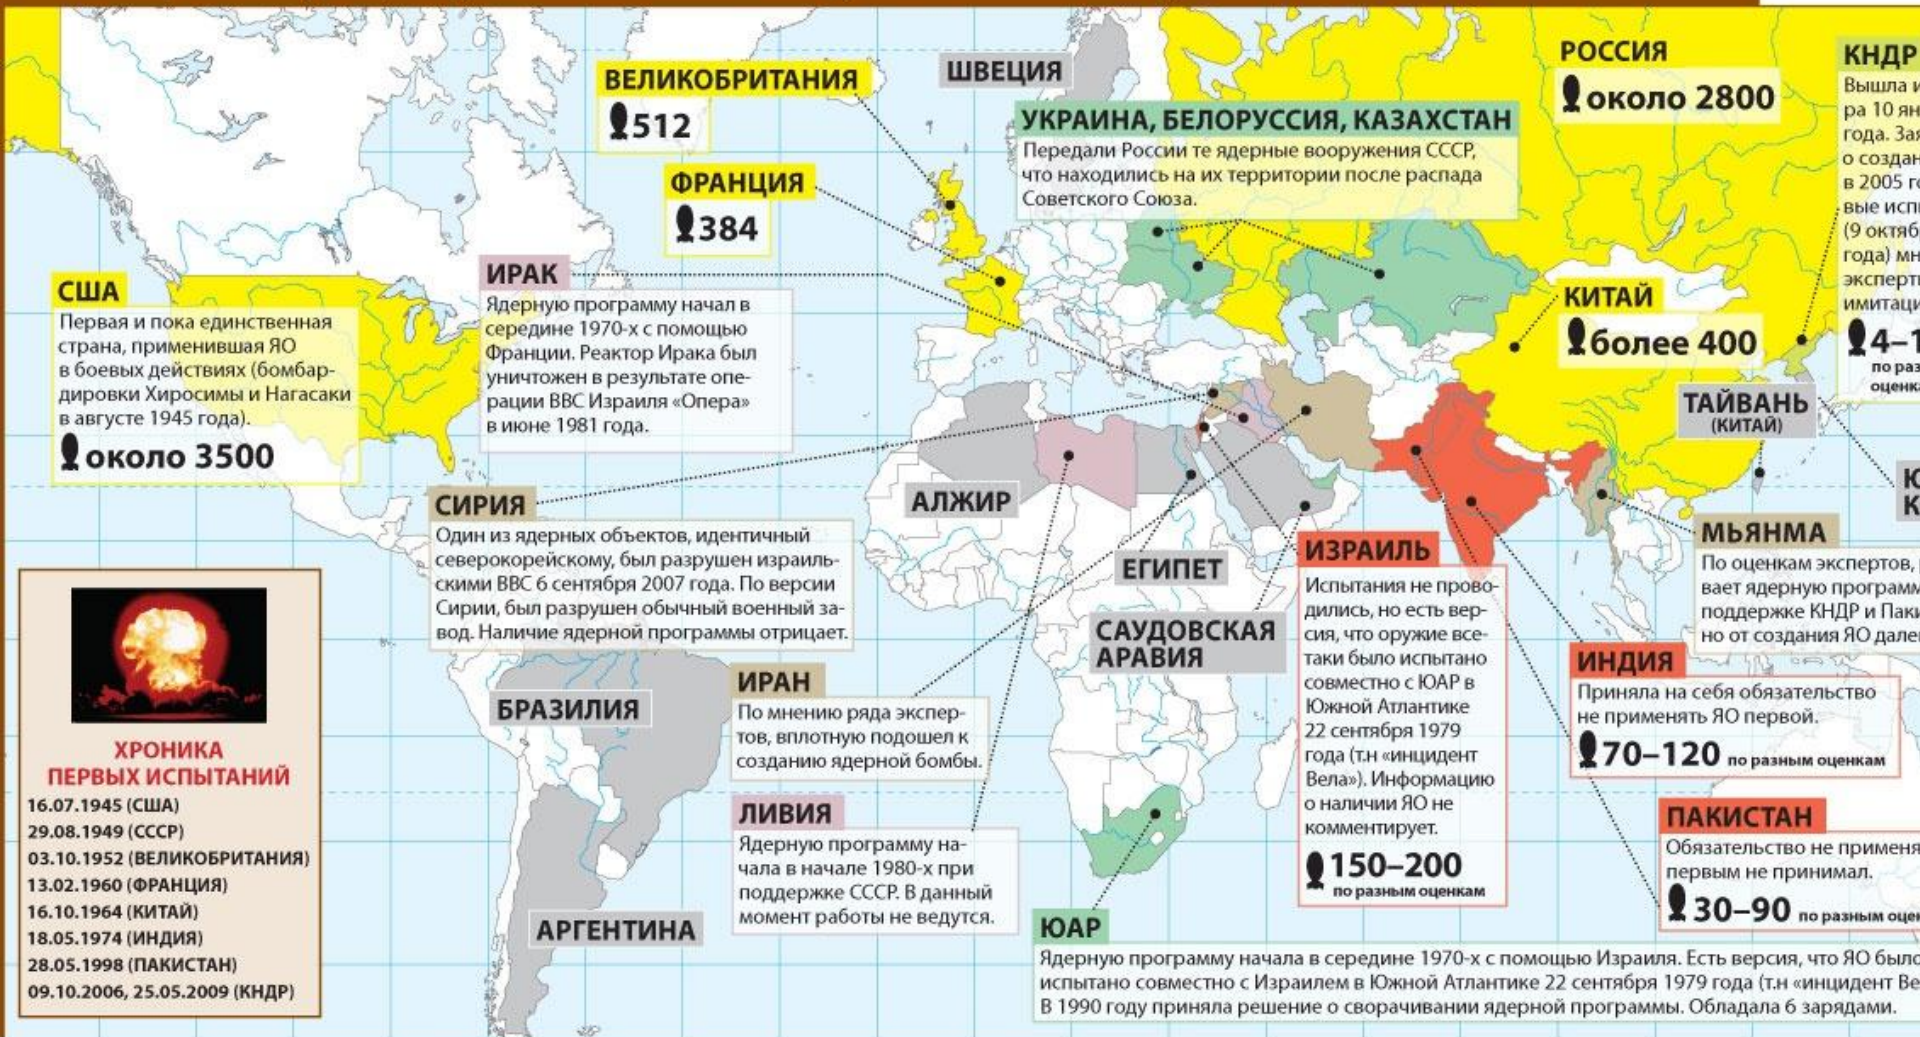 ВЕЛИКОБРИТАНИЯ
512
ФРАНЦИЯ
384
ШВЕЦИЯ
УКРАИНА, БЕЛОРУССИЯ, КАЗАХСТАН
Передали России те ядерные вооружения СССР,
что находились на их территории после распада
Советского Союза.
РОССИЯ
около 2800
КНДР
Вышла и
ра 10 ян
года. Зая
о создан
в 2005 го
вые исп
(9 октяб
года) мн
эксперт
имитаци
4–1
по раз
оценк
США
Первая и пока единственная
страна, применившая ЯО
в боевых действиях (бомбар-
дировки Хиросимы и Нагасаки
в августе 1945 года).
около 3500
ИРАК
Ядерную программу начал в
середине 1970-х с помощью
Франции. Реактор Ирака был
уничтожен в результате опе-
рации ВВС Израиля «Опера»
в июне 1981 года.
КИТАЙ
более 400
ТАЙВАНЬ
(КИТАЙ)
Ю
К
СИРИЯ
Один из ядерных объектов, идентичный
северокорейскому, был разрушен израиль-
скими ВВС 6 сентября 2007 года. По версии
Сирии, был разрушен обычный военный за-
вод. Наличие ядерной программы отрицает.
АЛЖИР
ЕГИПЕТ
САУДОВСКАЯ
АРАВИЯ
ИЗРАИЛЬ
Испытания не прово-
дились, но есть вер-
сия, что оружие все-
таки было испытано
совместно с ЮАР в
Южной Атлантике
22 сентября 1979
года (т.н «инцидент
Вела»). Информацию
о наличии ЯО не
комментирует.
150–200
по разным оценкам
МЬЯНМА
По оценкам экспертов,
вает ядерную программ
поддержке КНДР и Паки
но от создания ЯО дале
ИНДИЯ
Приняла на себя обязательство
не применять ЯО первой.
70–120 по разным оценкам
ПАКИСТАН
Обязательство не применя
первым не принимал.
30–90 по разным оце
БРАЗИЛИЯ
ИРАН
По мнению ряда экспер-
тов, вплотную подошел к
созданию ядерной бомбы.
ЛИВИЯ
Ядерную программу на-
чала в начале 1980-х при
поддержке СССР. В данный
момент работы не ведутся.
АРГЕНТИНА
ЮАР
Ядерную программу начала в середине 1970-х с помощью Израиля. Есть версия, что ЯО было
испытано совместно с Израилем в Южной Атлантике 22 сентября 1979 года (т.н «инцидент Ве
В 1990 году приняла решение о сворачивании ядерной программы. Обладала 6 зарядами.
ХРОНИКА
ПЕРВЫХ ИСПЫТАНИЙ
16.07.1945 (США)
29.08.1949 (СССР)
03.10.1952 (ВЕЛИКОБРИТАНИЯ)
13.02.1960 (ФРАНЦИЯ)
16.10.1964 (КИТАЙ)
18.05.1974 (ИНДИЯ)
28.05.1998 (ПАКИСТАН)
09.10.2006, 25.05.2009 (КНДР)